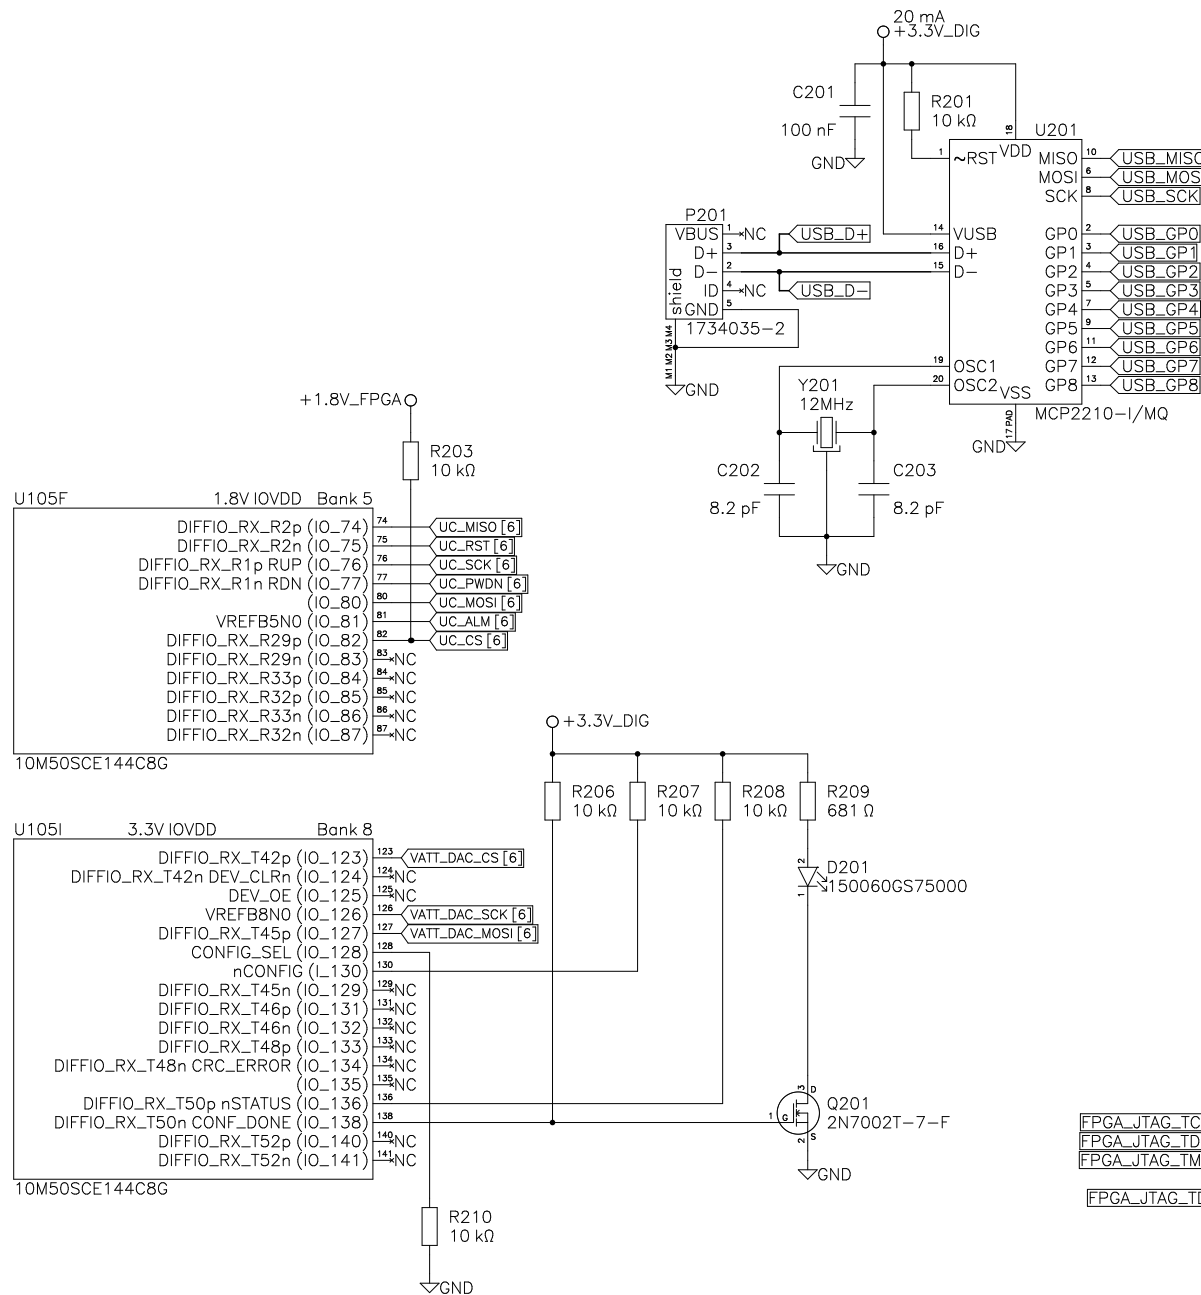 20 mA
+3.3V_DIG
C201
100 nF
GND
R201
10 kΩ
18
U201
1
~RST
VDD
MISO
10
USB_MISO
MOSI
6
USB_MOS
SCK
8
USB_SCK
14
VUSB
16
D+
15
D-
GP0
2
USB_GP0
GP1
3
USB_GP1
GP2
4
USB_GP2
GP3
5
USB_GP3
GP4
7
USB_GP4
GP5
9
USB_GP5
GP6
11
USB_GP6
GP7
12
USB_GP7
GP8
13
USB_GP8
19
OSC1
20
OSC2
VSS
17 PAD
GND
MCP2210-I/MQ
P201
VBUS
1
NC
USB_D+
D+
3
D-
2
USB_D-
ID
4
NC
GND
5
shield
1734035-2
M1 M2 M3 M4
GND
Y201
12MHz
C202
8.2 pF
C203
8.2 pF
GND
+1.8V_FPGA
R203
10 kΩ
U105F 1.8V IOVDD Bank 5
DIFFIO_RX_R2p (IO_74) 74 UC_MISO [6]
DIFFIO_RX_R2n (IO_75) 75 UC_RST [6]
DIFFIO_RX_R1p RUP (IO_76) 76 UC_SCK [6]
DIFFIO_RX_R1n RDN (IO_77) 77 UC_PWDN [6]
(IO_80) 80 UC_MOSI [6]
VREFB5N0 (IO_81) 81 UC_ALM [6]
DIFFIO_RX_R29p (IO_82) 82 UC_CS [6]
DIFFIO_RX_R29n (IO_83) 83 NC
DIFFIO_RX_R33p (IO_84) 84 NC
DIFFIO_RX_R32p (IO_85) 85 NC
DIFFIO_RX_R33n (IO_86) 86 NC
DIFFIO_RX_R32n (IO_87) 87 NC
10M50SCE144C8G
+3.3V_DIG
R206
10 kΩ
R207
10 kΩ
R208
10 kΩ
R209
681 Ω
2
D201
150060GS75000
1
U105I 3.3V IOVDD Bank 8
DIFFIO_RX_T42p (IO_123) 123 VATT_DAC_CS [6]
DIFFIO_RX_T42n DEV_CLRn (IO_124) 124 NC
DEV_OE (IO_125) 125 NC
VREFB8N0 (IO_126) 126 VATT_DAC_SCK [6]
DIFFIO_RX_T45p (IO_127) 127 VATT_DAC_MOSI [6]
CONFIG_SEL (IO_128) 128
nCONFIG (I_130) 130
DIFFIO_RX_T45n (IO_129) 129 NC
DIFFIO_RX_T46p (IO_131) 131 NC
DIFFIO_RX_T46n (IO_132) 132 NC
DIFFIO_RX_T48p (IO_133) 133 NC
DIFFIO_RX_T48n CRC_ERROR (IO_134) 134 NC
(IO_135) 135 NC
DIFFIO_RX_T50p nSTATUS (IO_136) 136
DIFFIO_RX_T50n CONF_DONE (IO_138) 138
DIFFIO_RX_T52p (IO_140) 140 NC
DIFFIO_RX_T52n (IO_141) 141 NC
10M50SCE144C8G
3 D
1 G
2 S
Q201
2N7002T-7-F
GND
R210
10 kΩ
GND
FPGA_JTAG_TC
FPGA_JTAG_TD
FPGA_JTAG_TM
FPGA_JTAG_TD